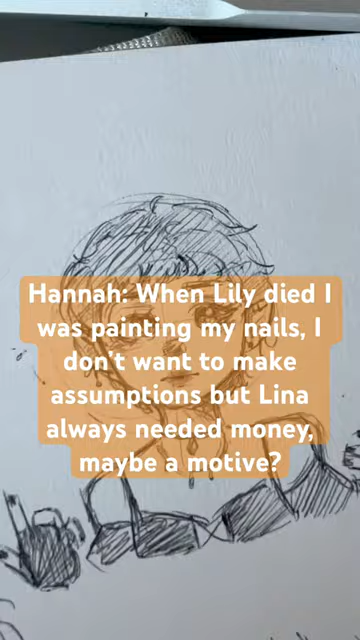 Hannah: When Lily died I
was painting my nails, I
don't want to make
assumptions but Lina
always needed money,
maybe a motive?